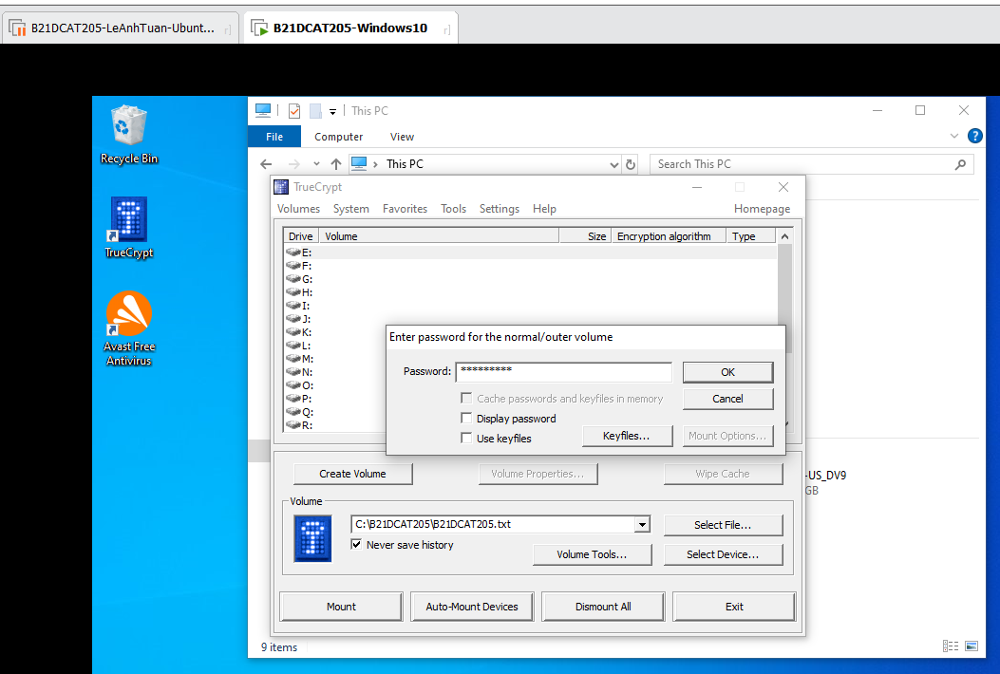 B21DCAT205-LeAnhTuan-Ubunt...
B21DCAT205-Windows10
Recycle Bin
TrueCrypt
Avast Free
Antivirus
This PC
File Computer View
This PC
Search This PC
TrueCrypt
Volumes System Favorites Tools Settings Help Homepage
Drive Volume Size Encryption algorithm Type
E:
F:
G:
H:
I:
J:
K:
L:
M:
N:
O:
P:
Q:
R:
Enter password for the normal/outer volume
Password: ********* OK
Cache passwords and keyfiles in memory Cancel
Display password
Use keyfiles Keyfiles... Mount Options...
Create Volume Volume Properties... Wipe Cache
-US_DV9
GB
Volume
C:\B21DCAT205\B21DCAT205.txt Select File...
Never save history Volume Tools... Select Device...
Mount Auto-Mount Devices Dismount All Exit
9 items